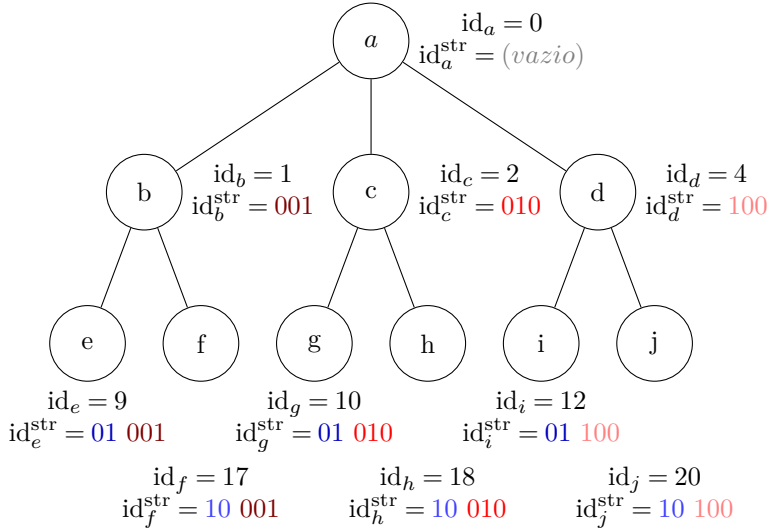 a
id_a = 0
id_a^str = (vazio)
b
id_b = 1
id_b^str = 001
c
id_c = 2
id_c^str = 010
d
id_d = 4
id_d^str = 100
e
f
g
h
i
j
id_e = 9
id_e^str = 01 001
id_g = 10
id_g^str = 01 010
id_i = 12
id_i^str = 01 100
id_f = 17
id_f^str = 10 001
id_h = 18
id_h^str = 10 010
id_j = 20
id_j^str = 10 100